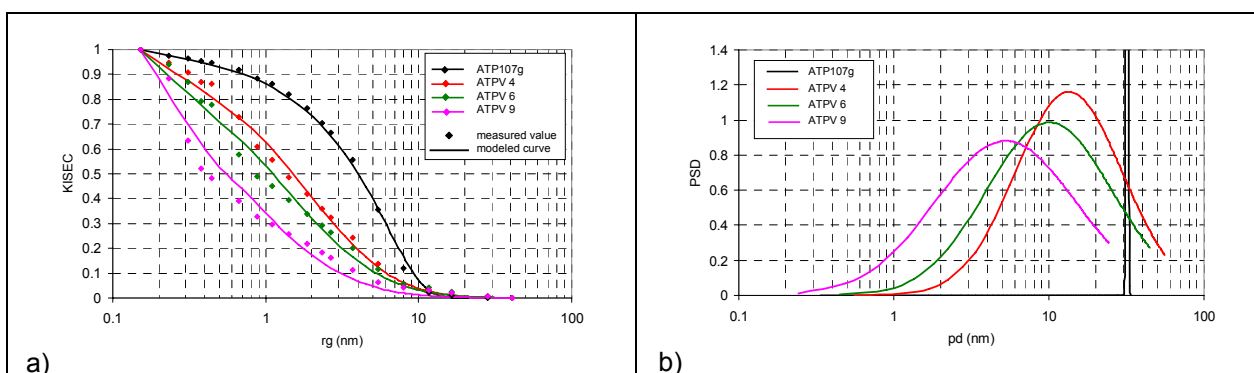 1
0.9
0.8
0.7
0.6
0.5
0.4
0.3
0.2
0.1
0
KISEC
0.1
1
10
100
rg (nm)
ATP107g
ATPV 4
ATPV 6
ATPV 9
measured value
modeled curve
a)
1.4
1.2
1
0.8
0.6
0.4
0.2
0
PSD
0.1
1
10
100
pd (nm)
ATP107g
ATPV 4
ATPV 6
ATPV 9
b)